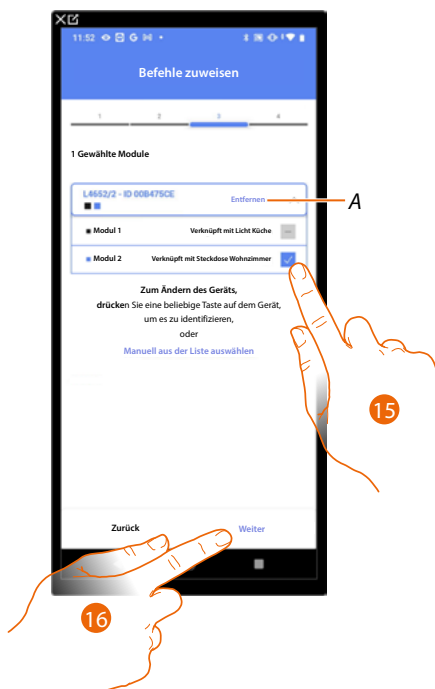 11:52
Befehle zuweisen
1 2 3 4
1 Gewählte Module
L4652/2 - ID 00B475CE
Entfernen
A
Modul 1 Verknüpft mit Licht Küche
Modul 2 Verknüpft mit Steckdose Wohnzimmer
Zum Ändern des Geräts,
drücken Sie eine beliebige Taste auf dem Gerät,
um es zu identifizieren,
oder
Manuell aus der Liste auswählen
15
Zurück Weiter
16